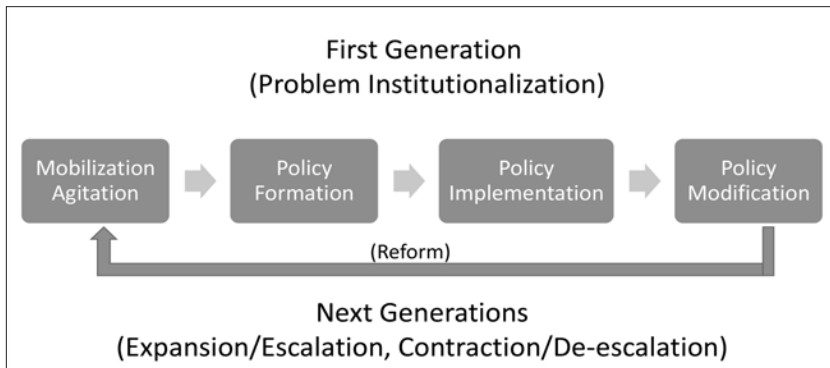 First Generation
(Problem Institutionalization)
Mobilization
Agitation
Policy
Formation
Policy
Implementation
Policy
Modification
(Reform)
Next Generations
(Expansion/Escalation, Contraction/De-escalation)